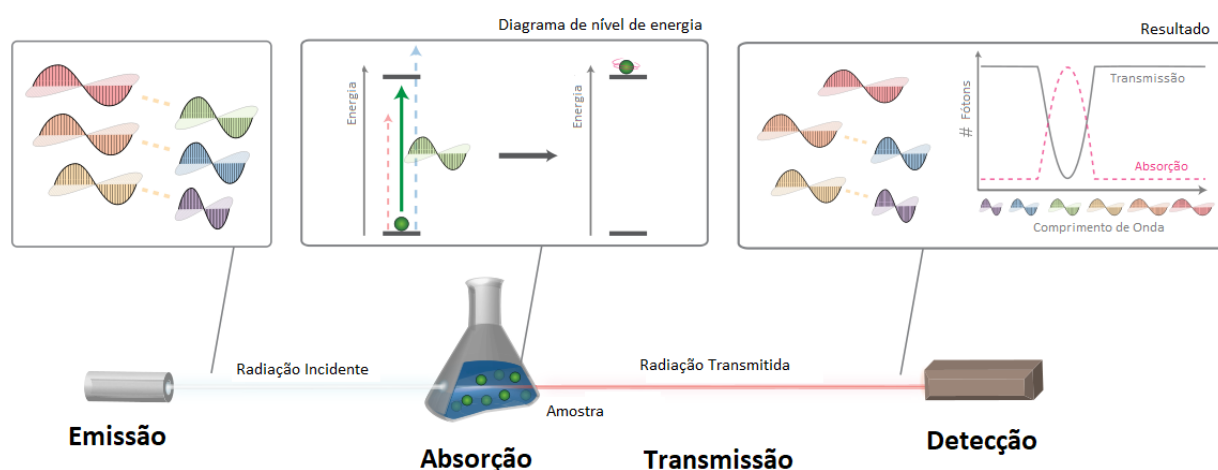 Diagrama de nível de energia
Resultado
Energia
Energia
# Fótons
Transmissão
Absorção
Comprimento de Onda
Radiação Incidente
Radiação Transmitida
Amostra
Emissão
Absorção
Transmissão
Detecção